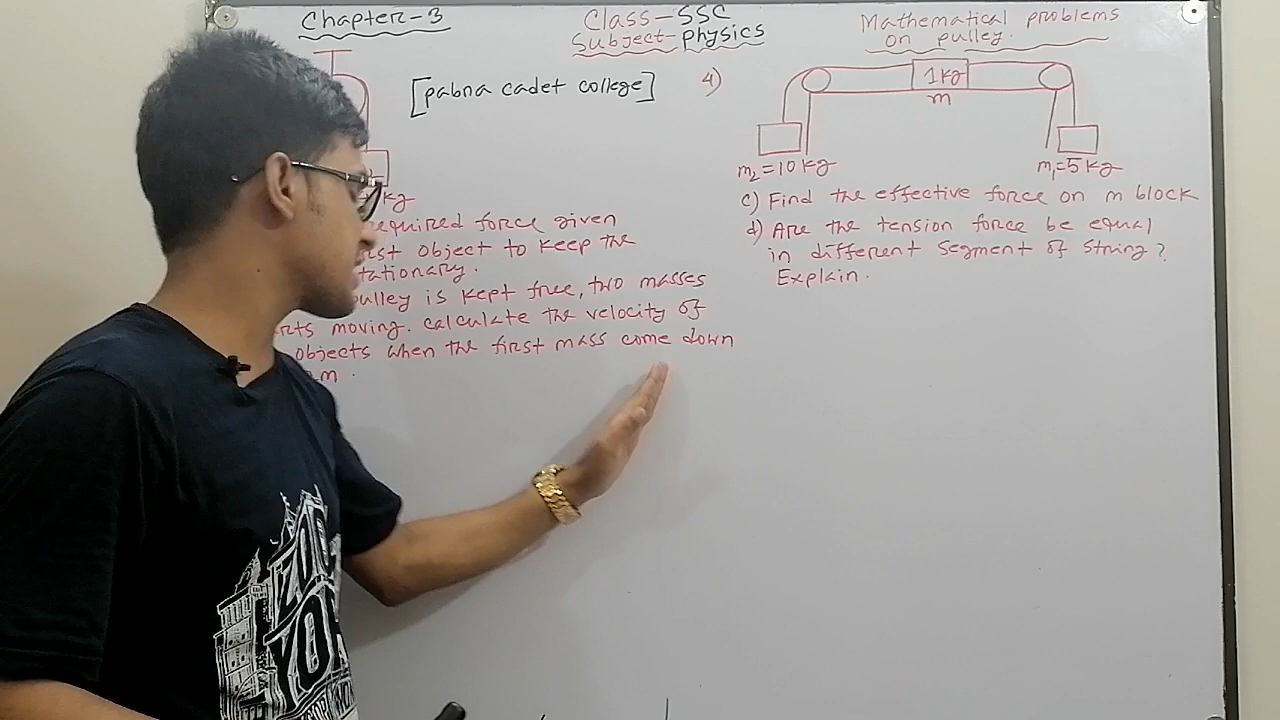 Chapter-3
Class-SSC
Subject-physics
Mathematical problems
on pulley.
[pabna cadet college]
kg
required force given
object to keep the
stationary.
pulley is kept free, two masses
moving. calculate the velocity of
objects when the first mass come down
m.
4)
1kg
m
m₂=10kg
m₁=5kg
c) Find the effective force on m block
d) Are the tension force be equal
in different segment of string?
Explain.